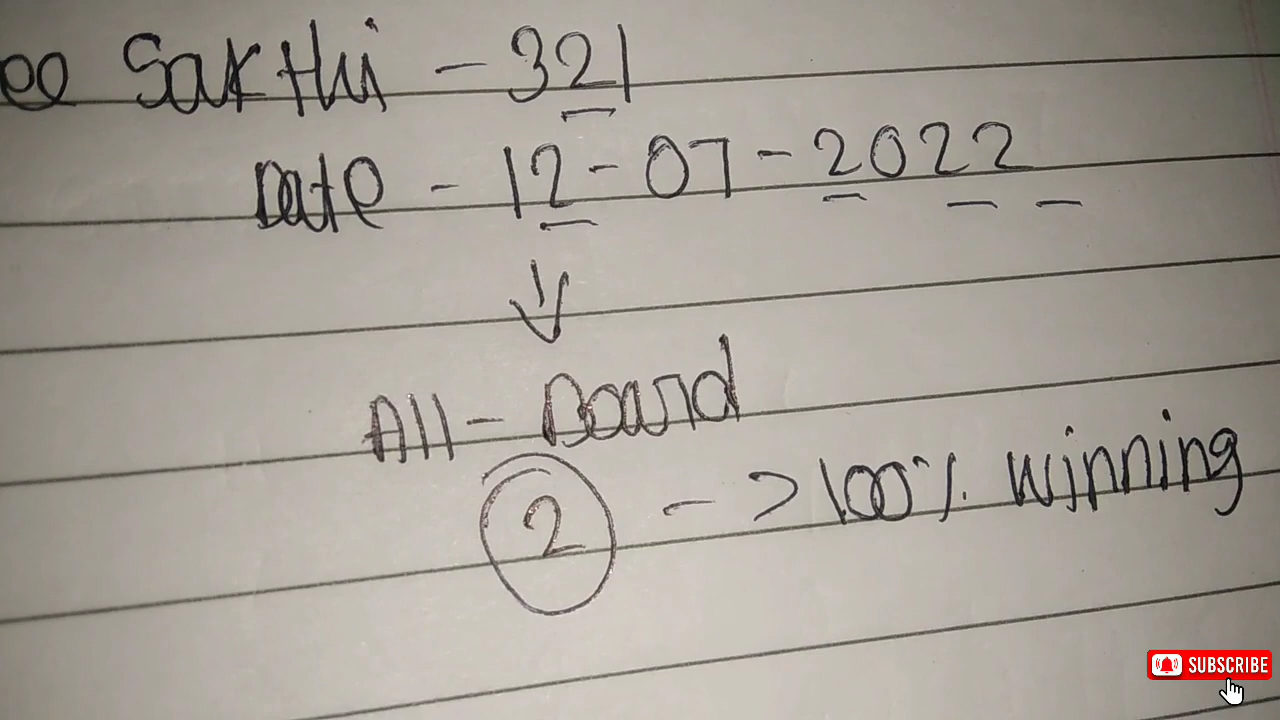 ee Sakthi - 321
Date - 12-07-2022
All-Board
2 -> 100% winning
SUBSCRIBE